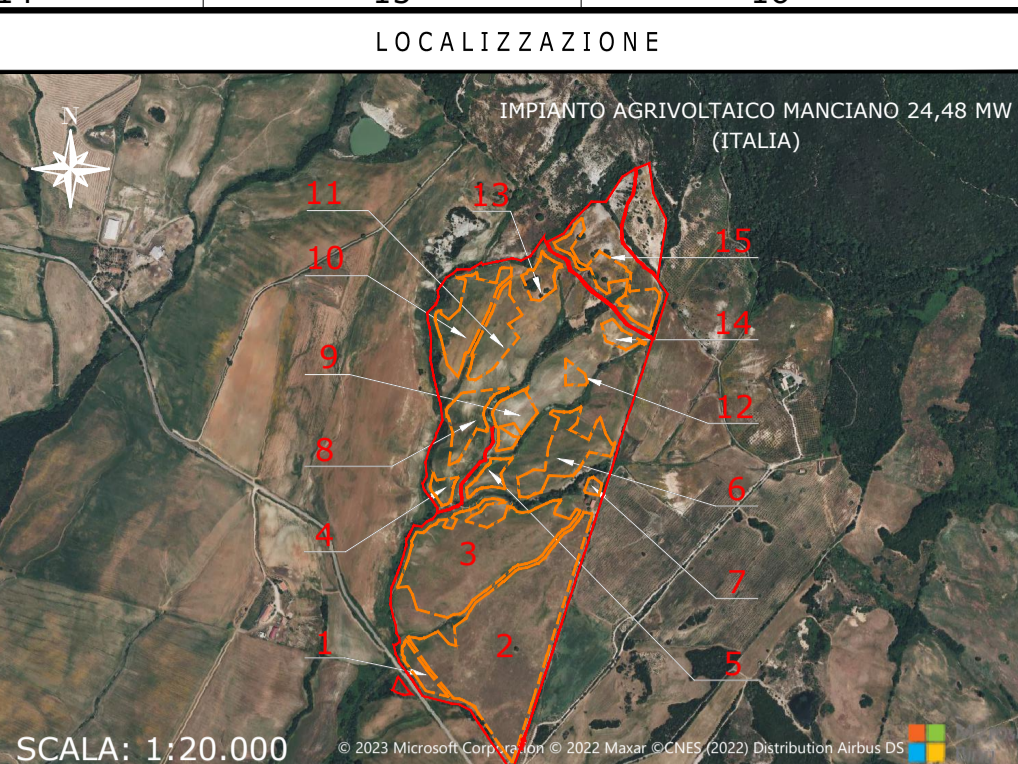 LOCALIZZAZIONE
N
IMPIANTO AGRIVOLTAICO MANCIANO 24,48 MW
(ITALIA)
11
13
10
15
14
9
12
8
6
4
3
7
1
2
5
SCALA: 1:20.000
© 2023 Microsoft Corporation © 2022 Maxar ©CNES (2022) Distribution Airbus DS